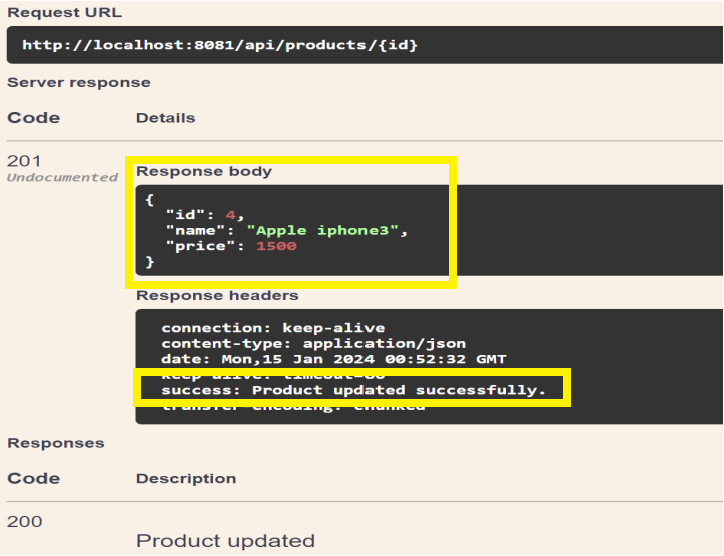 Request URL
http://localhost:8081/api/products/{id}
Server response
Code Details
201
Undocumented
Response body
{
"id": 4,
"name": "Apple iphone3",
"price": 1500
}
Response headers
connection: keep-alive
content-type: application/json
date: Mon,15 Jan 2024 00:52:32 GMT
keep-alive: timeout=60
success: Product updated successfully.
transfer-encoding: chunked
Responses
Code Description
200
Product updated